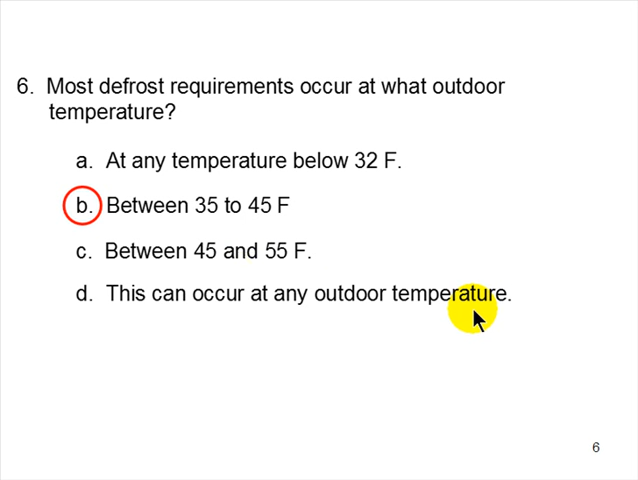 6. Most defrost requirements occur at what outdoor
temperature?
a. At any temperature below 32 F.
b. Between 35 to 45 F
c. Between 45 and 55 F.
d. This can occur at any outdoor temperature.
6